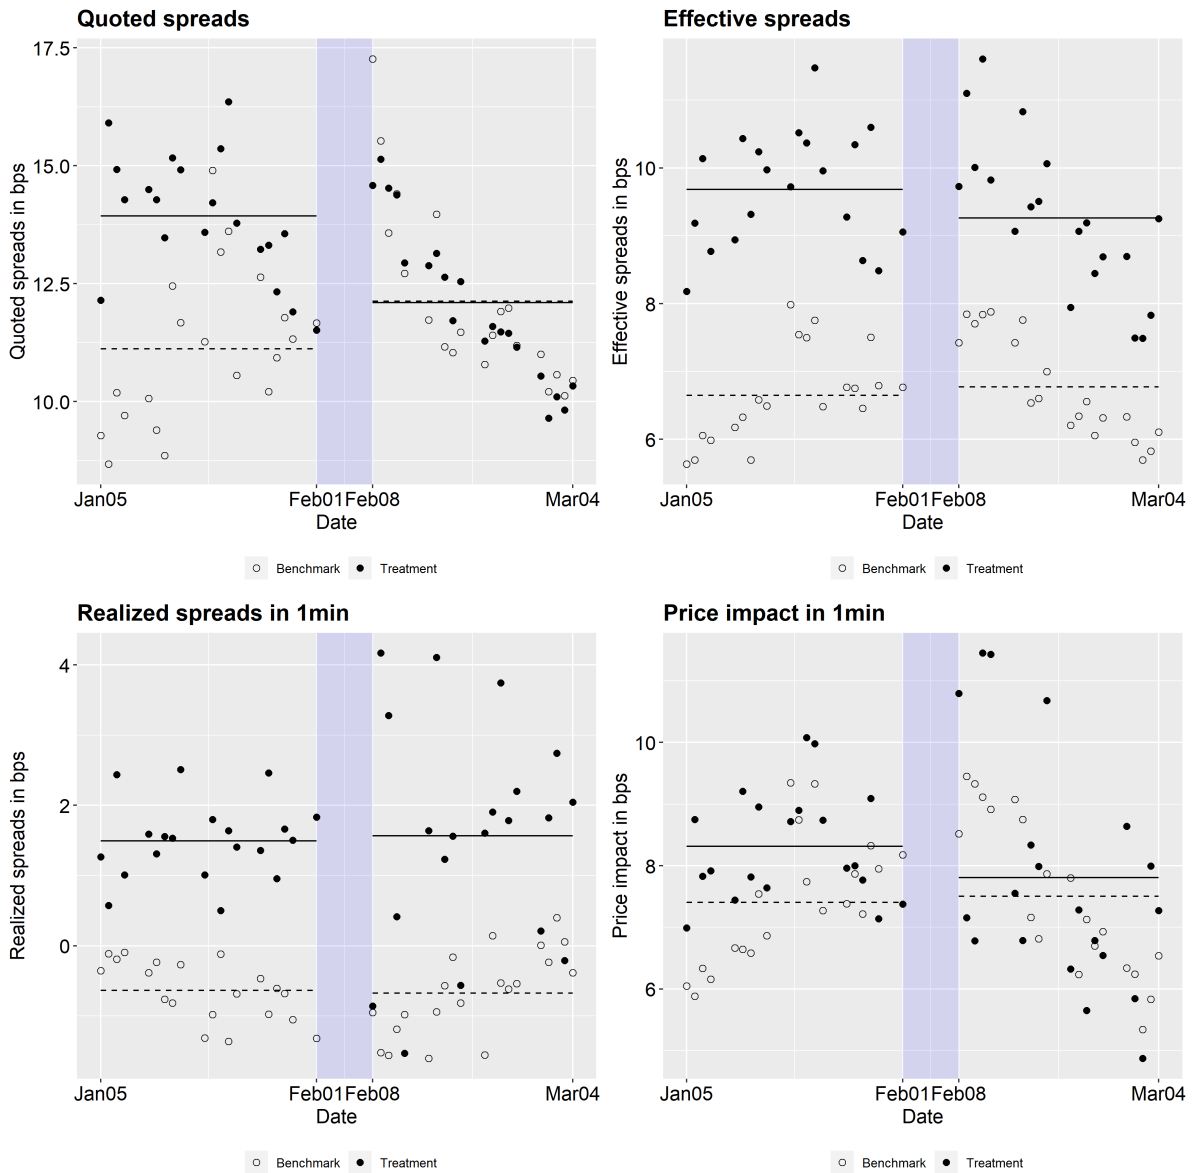 Quoted spreads
Quoted spreads in bps
17.5
15.0
12.5
10.0
Jan05 Feb01 Feb08 Mar04
Date
Benchmark Treatment
Effective spreads
Effective spreads in bps
10
8
6
Jan05 Feb01 Feb08 Mar04
Date
Benchmark Treatment
Realized spreads in 1min
Realized spreads in bps
4
2
0
Jan05 Feb01 Feb08 Mar04
Date
Benchmark Treatment
Price impact in 1min
Price impact in bps
10
8
6
Jan05 Feb01 Feb08 Mar04
Date
Benchmark Treatment